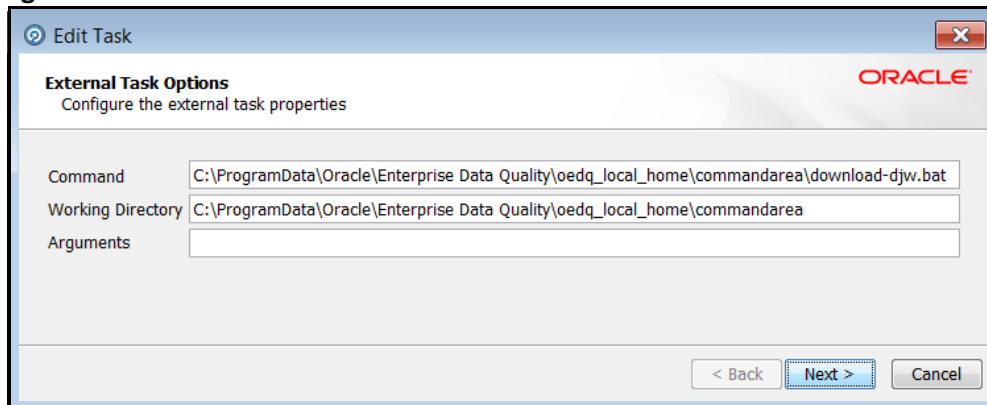 Edit Task
External Task Options
ORACLE
Configure the external task properties
Command C:\ProgramData\Oracle\Enterprise Data Quality\oedq_local_home\commandarea\download-djw.bat
Working Directory C:\ProgramData\Oracle\Enterprise Data Quality\oedq_local_home\commandarea
Arguments
< Back Next > Cancel